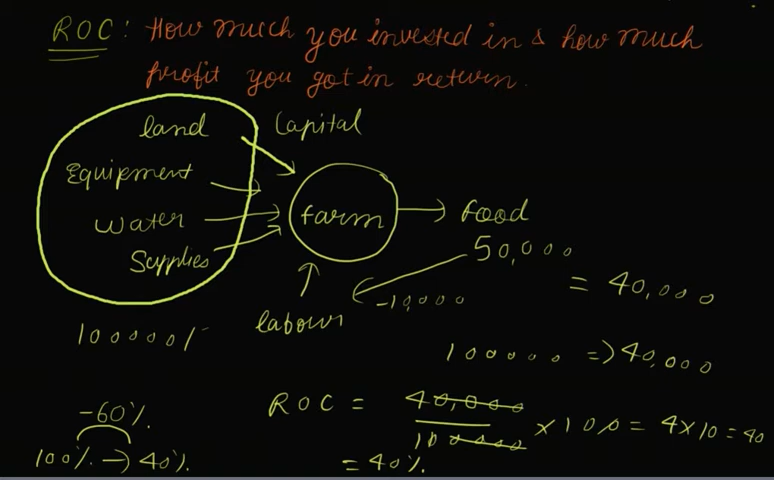 ROC: How much you invested in & how much
profit you got in return.
land Capital
Equipment
Water farm Food
Supplies 50,000
-10,000 = 40,000
labour
100000/-
100000 => 40,000
-60%.
100%. -> 40%.
ROC = 40,000 / 100000 × 100 = 4×10 = 40
= 40%.